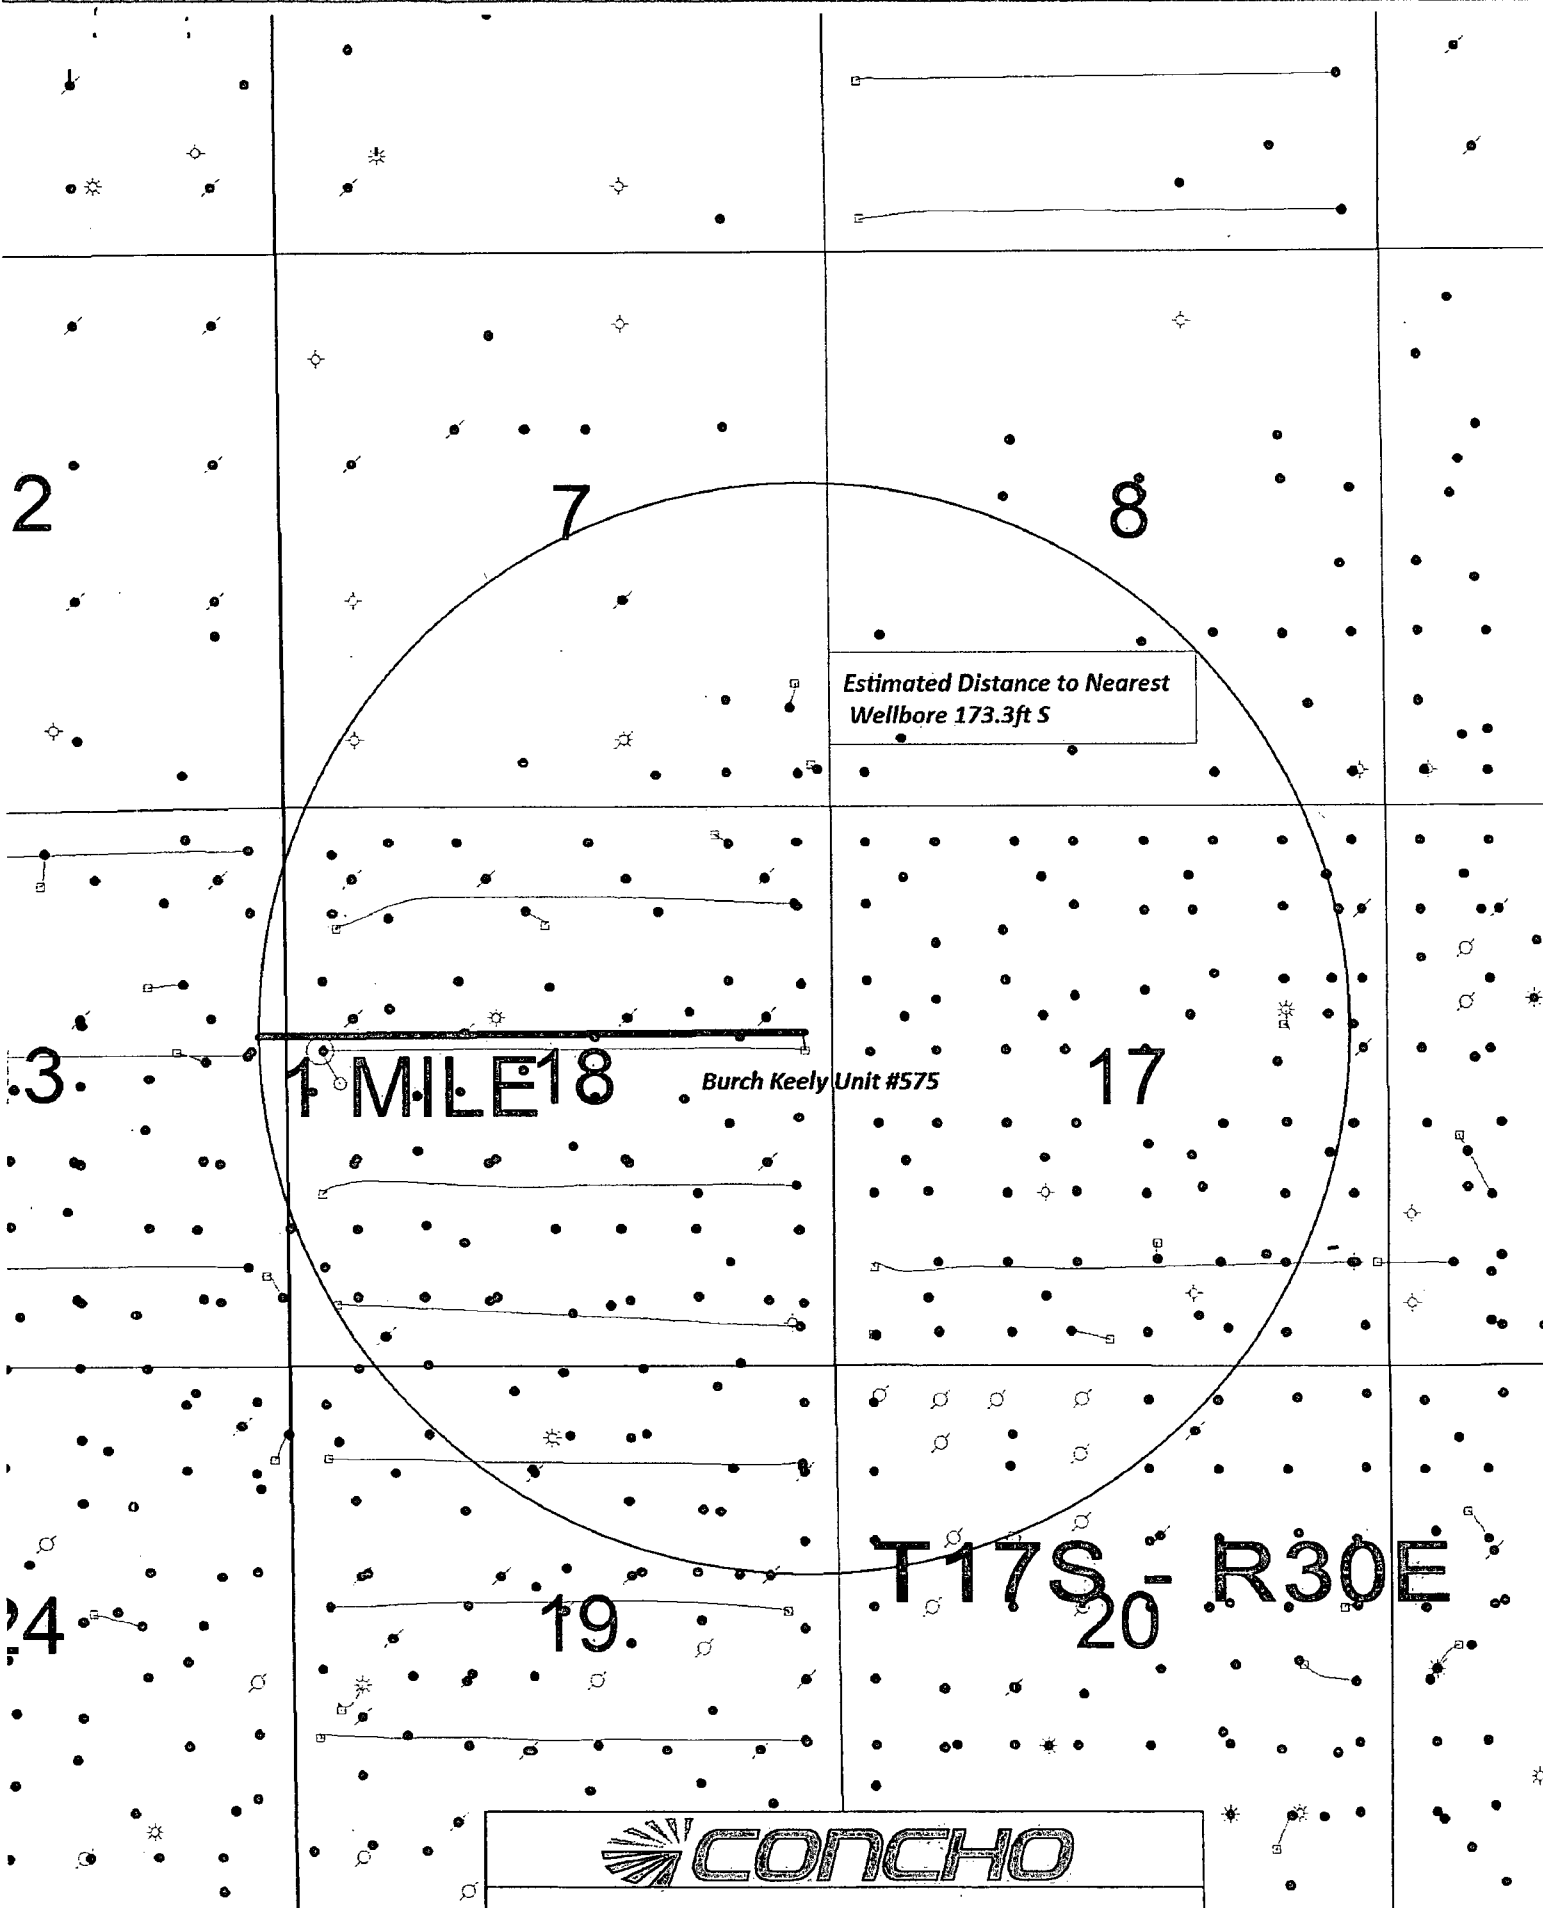 2
7
8
Estimated Distance to Nearest
Wellbore 173.3ft S
3
1 MILE
18
Burch Keely Unit #575
17
T17S - R30E
24
19
20
CONCHO